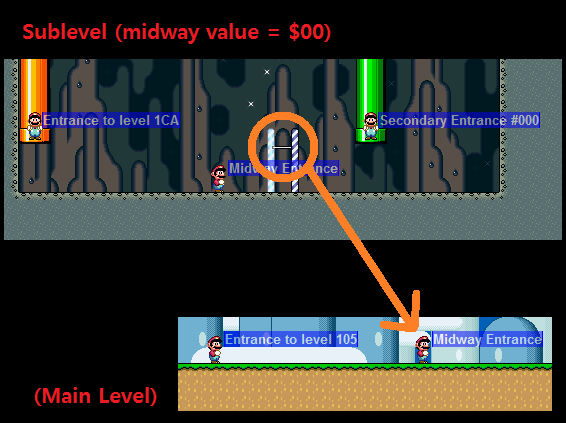 Sublevel (midway value = $00)
Entrance to level 1CA
Secondary Entrance #000
Midway Entrance
Entrance to level 105
Midway Entrance
(Main Level)